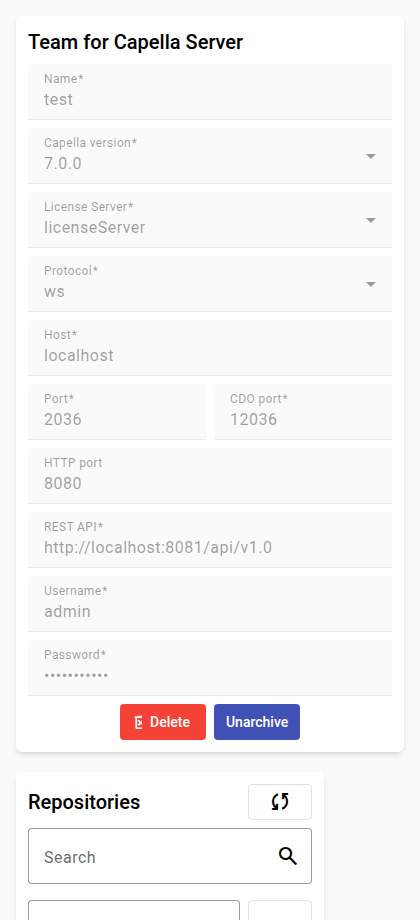 Team for Capella Server
Name*
test
Capella version*
7.0.0
License Server*
licenseServer
Protocol*
ws
Host*
localhost
Port*
2036
CDO port*
12036
HTTP port
8080
REST API*
http://localhost:8081/api/v1.0
Username*
admin
Password*
•••••••••••
Delete
Unarchive
Repositories
Search